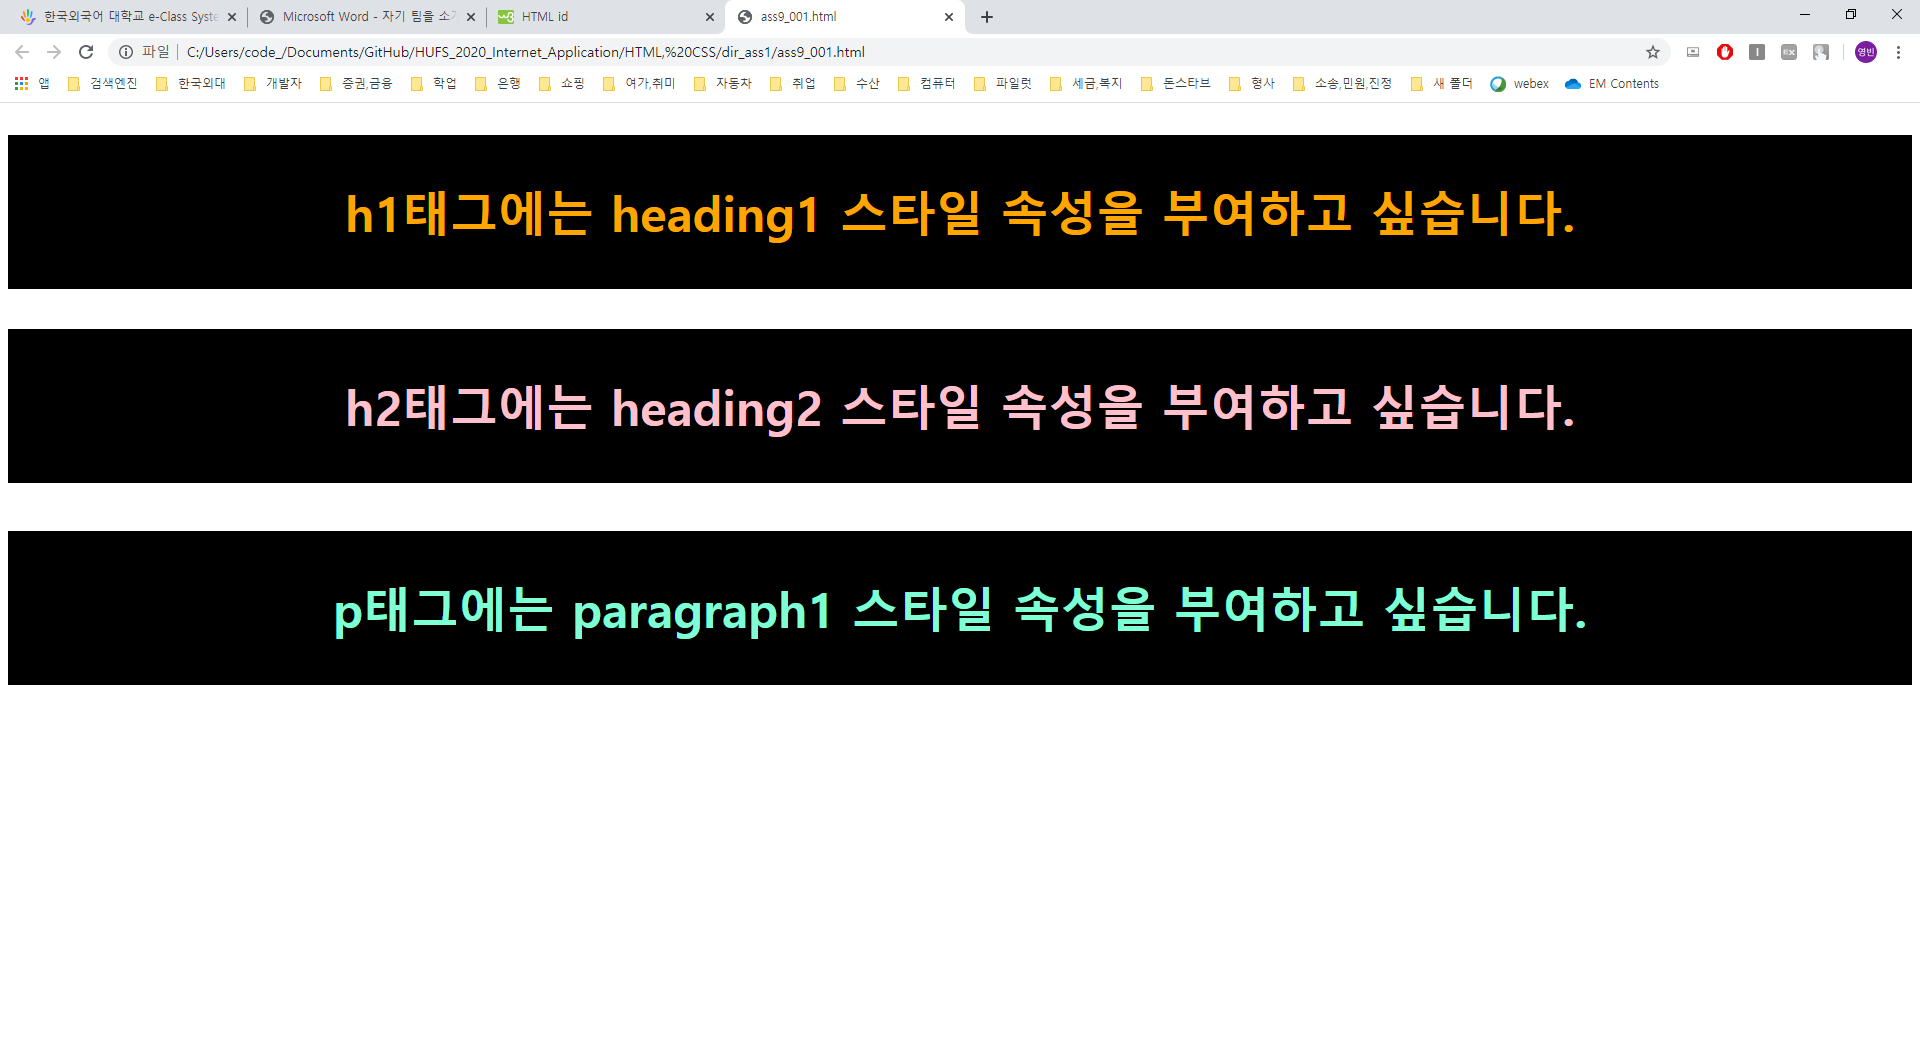 한국외국어 대학교 e-Class Syste
Microsoft Word - 자기 팀을 소개
HTML id
ass9_001.html
파일
C:/Users/code_/Documents/GitHub/HUFS_2020_Internet_Application/HTML,%20CSS/dir_ass1/ass9_001.html
영빈
앱 검색엔진 한국외대 개발자 증권,금융 학업 은행 쇼핑 여가,취미 자동차 취업 수산 컴퓨터 파일럿 세금,복지 돈스타브 형사 소송,민원,진정 새 폴더 webex EM Contents
h1태그에는 heading1 스타일 속성을 부여하고 싶습니다.
h2태그에는 heading2 스타일 속성을 부여하고 싶습니다.
p태그에는 paragraph1 스타일 속성을 부여하고 싶습니다.